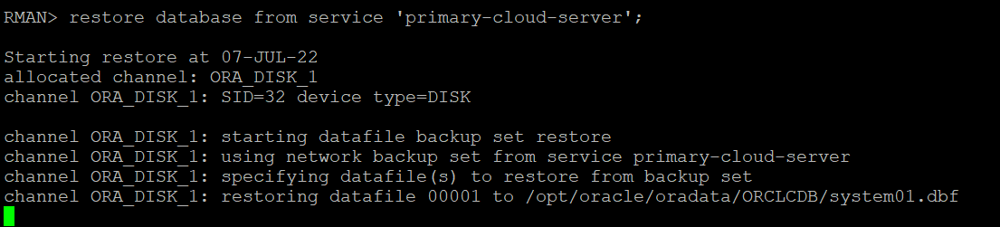 RMAN> restore database from service 'primary-cloud-server';
Starting restore at 07-JUL-22
allocated channel: ORA_DISK_1
channel ORA_DISK_1: SID=32 device type=DISK
channel ORA_DISK_1: starting datafile backup set restore
channel ORA_DISK_1: using network backup set from service primary-cloud-server
channel ORA_DISK_1: specifying datafile(s) to restore from backup set
channel ORA_DISK_1: restoring datafile 00001 to /opt/oracle/oradata/ORCLCDB/system01.dbf